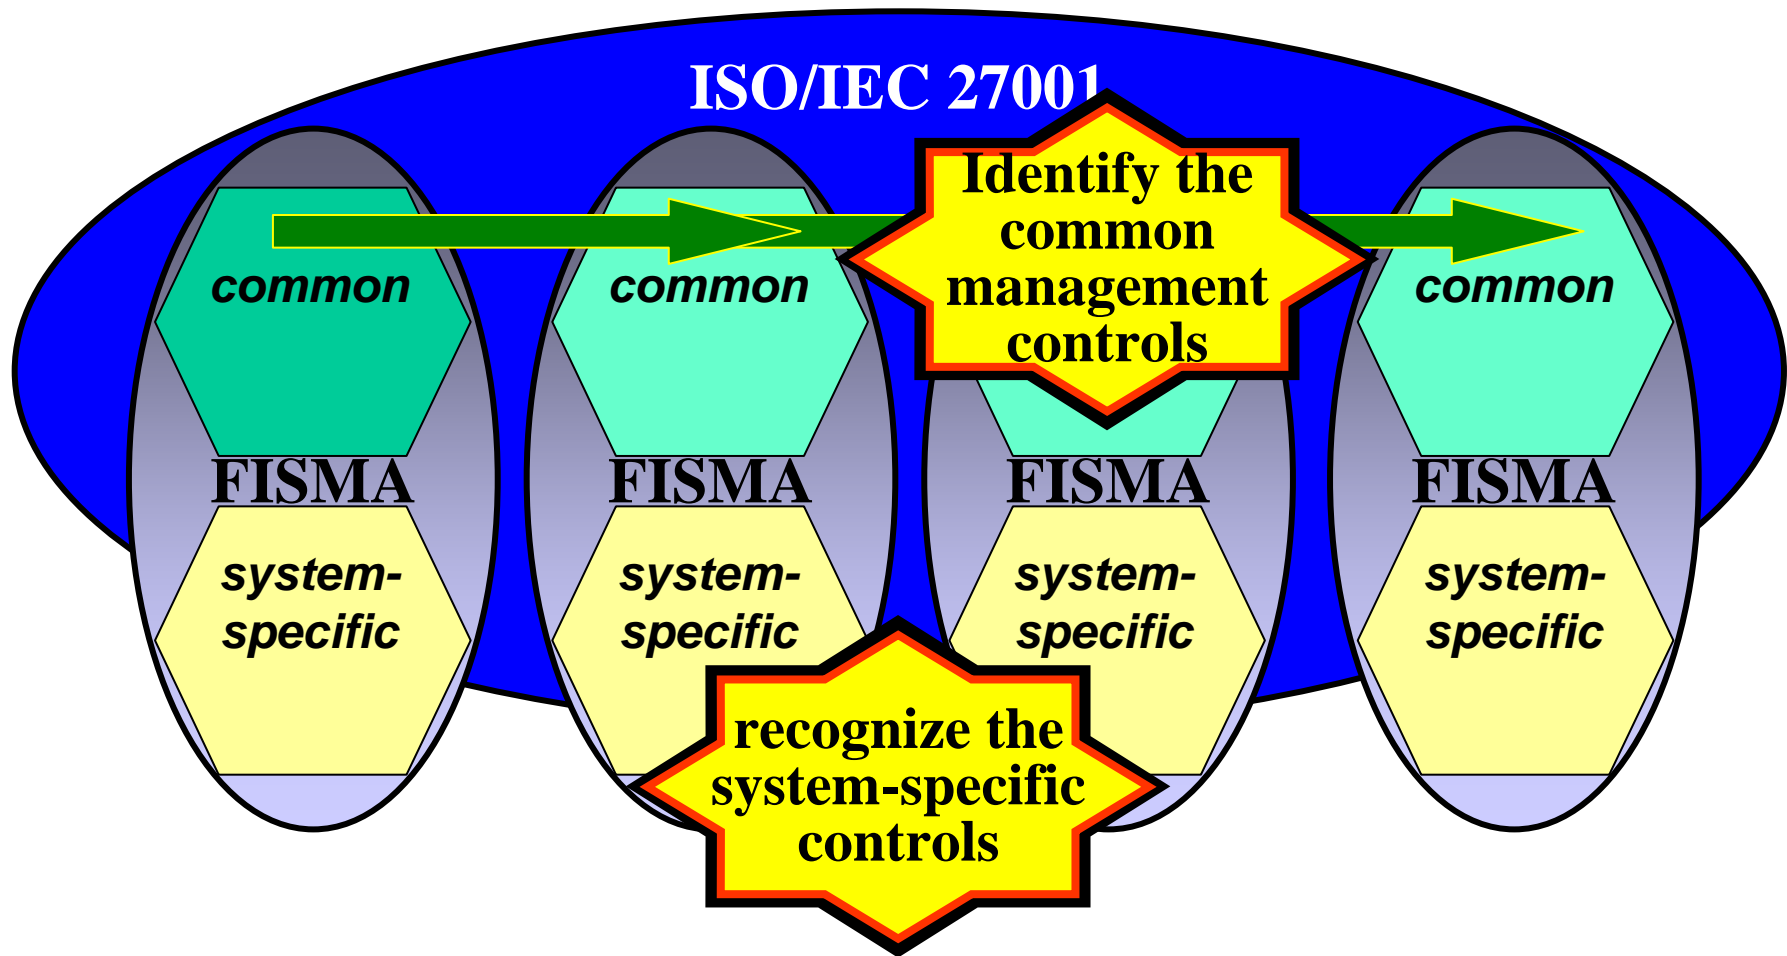 ISO/IEC 27001
Identify the
common
management
controls
common
common
common
FISMA
FISMA
FISMA
FISMA
system-
specific
system-
specific
system-
specific
system-
specific
recognize the
system-specific
controls